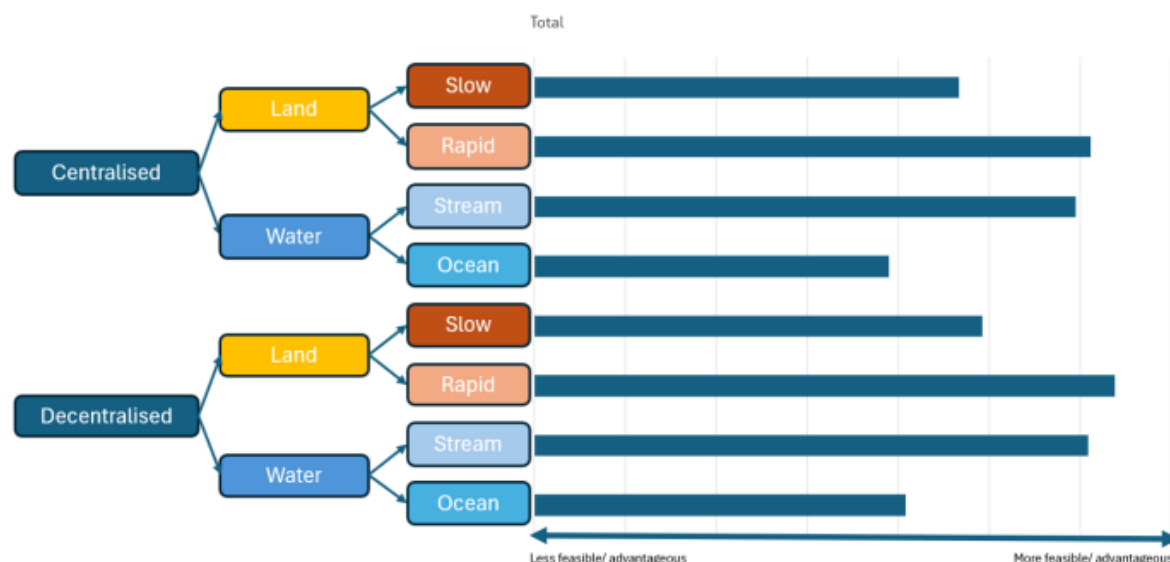 Total
Centralised
Land
Slow
Rapid
Water
Stream
Ocean
Decentralised
Land
Slow
Rapid
Water
Stream
Ocean
Less feasible/ advantageous
More feasible/ advantageous